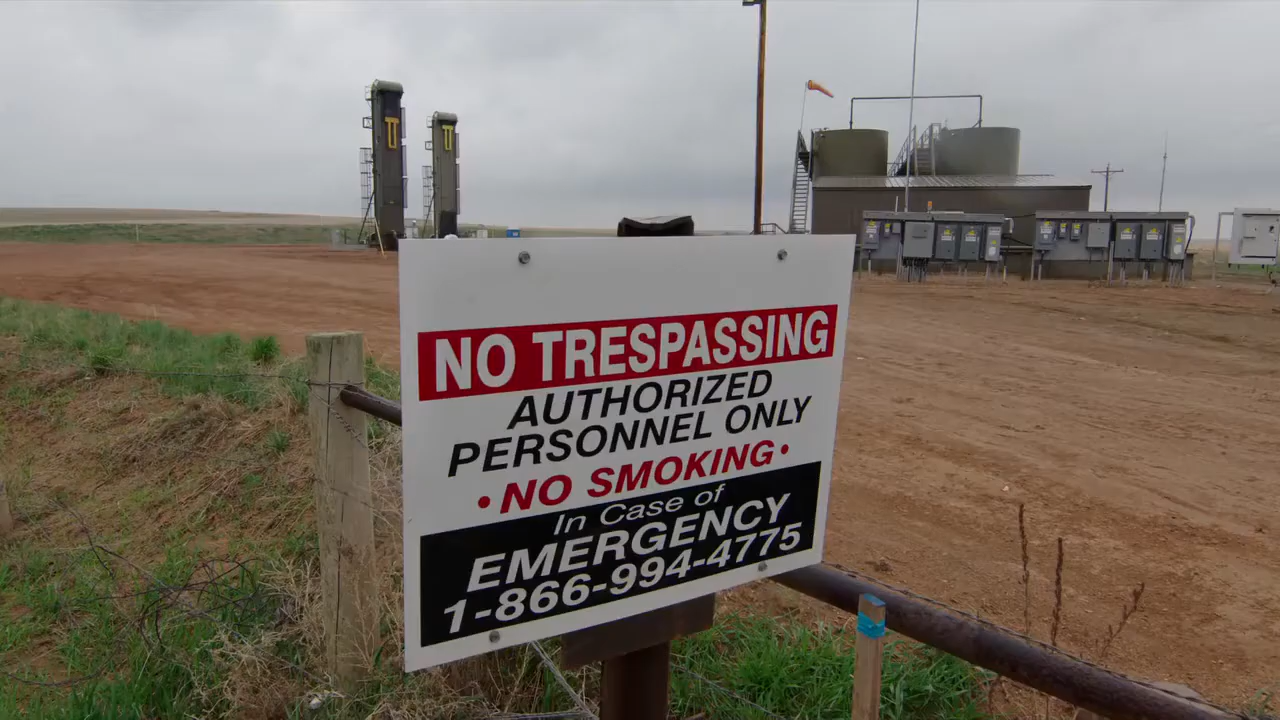 NO TRESPASSING
AUTHORIZED
PERSONNEL ONLY
• NO SMOKING •
In Case of
EMERGENCY
1-866-994-4775